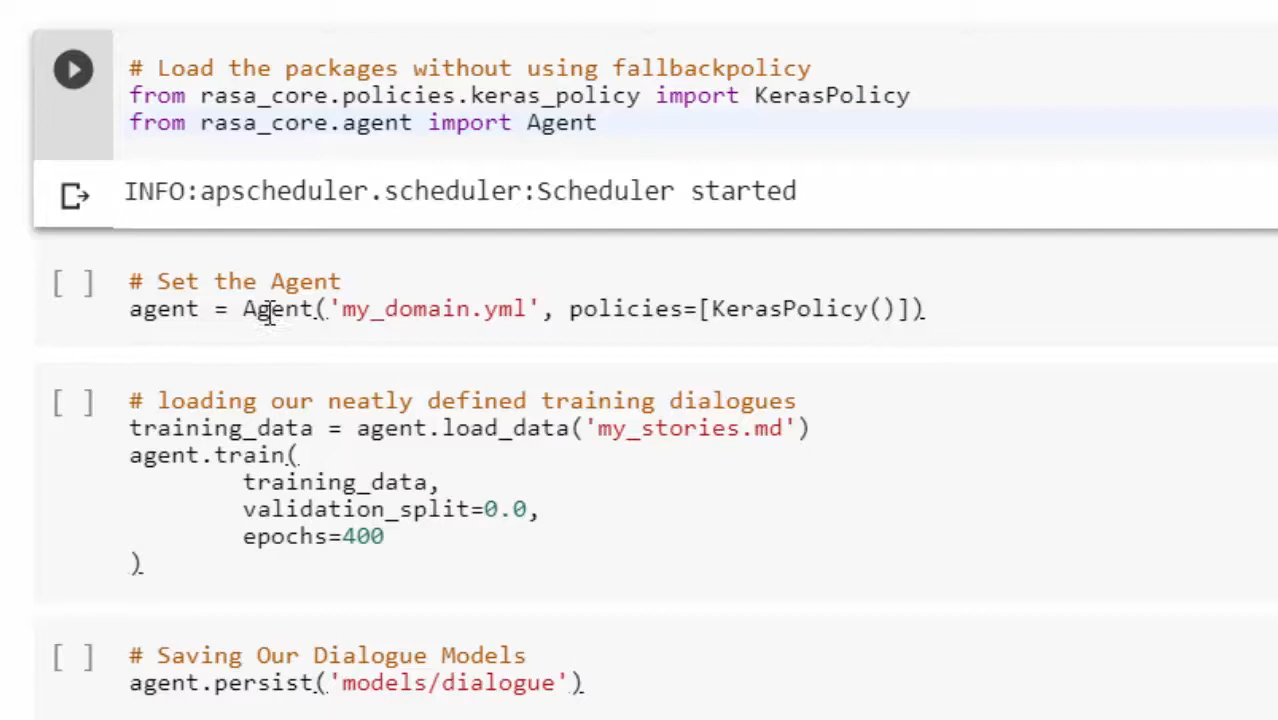 # Load the packages without using fallbackpolicy
from rasa_core.policies.keras_policy import KerasPolicy
from rasa_core.agent import Agent
INFO:apscheduler.scheduler:Scheduler started
[ ] # Set the Agent
agent = Agent('my_domain.yml', policies=[KerasPolicy()])
[ ] # loading our neatly defined training dialogues
training_data = agent.load_data('my_stories.md')
agent.train(
        training_data,
        validation_split=0.0,
        epochs=400
)
[ ] # Saving Our Dialogue Models
agent.persist('models/dialogue')